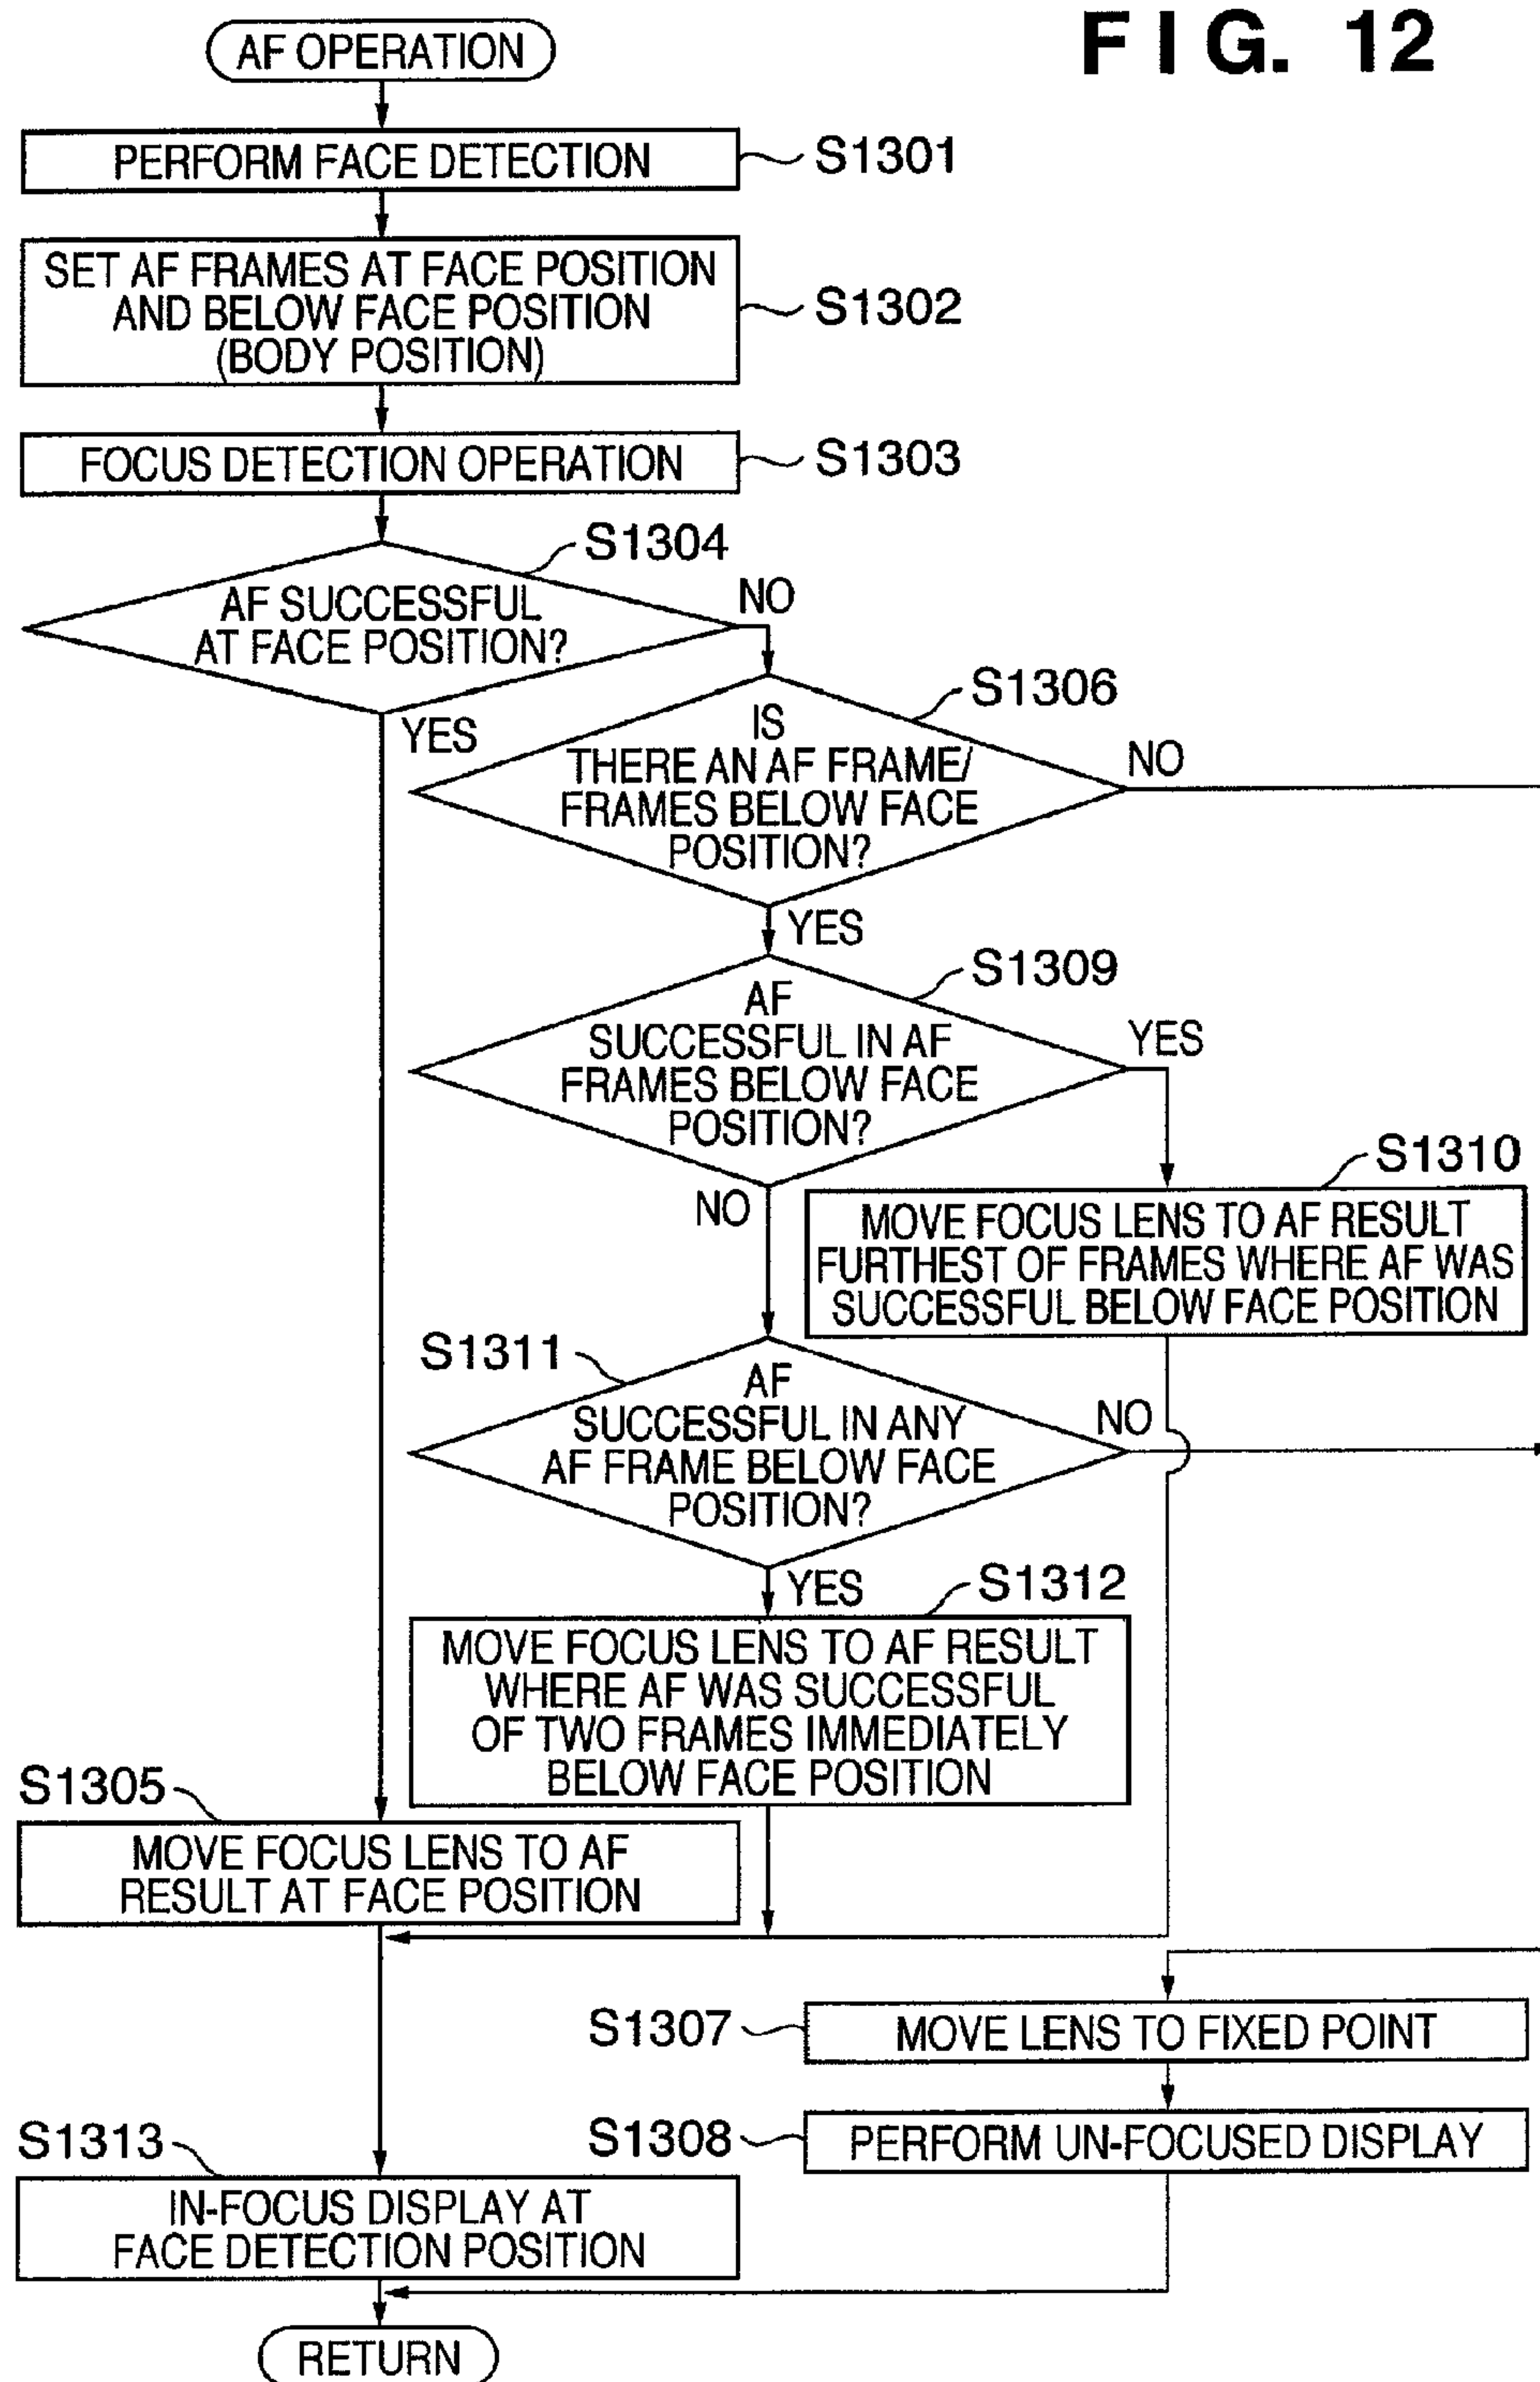 FIG. 12
AF OPERATION
PERFORM FACE DETECTION
S1301
SET AF FRAMES AT FACE POSITION
AND BELOW FACE POSITION
(BODY POSITION)
S1302
FOCUS DETECTION OPERATION
S1303
S1304
AF SUCCESSFUL
AT FACE POSITION?
NO
YES
S1306
IS
THERE AN AF FRAME/
FRAMES BELOW FACE
POSITION?
NO
YES
S1309
AF
SUCCESSFUL IN AF
FRAMES BELOW FACE
POSITION?
YES
NO
S1310
MOVE FOCUS LENS TO AF RESULT
FURTHEST OF FRAMES WHERE AF WAS
SUCCESSFUL BELOW FACE POSITION
S1311
AF
SUCCESSFUL IN ANY
AF FRAME BELOW FACE
POSITION?
NO
YES
S1312
MOVE FOCUS LENS TO AF RESULT
WHERE AF WAS SUCCESSFUL
OF TWO FRAMES IMMEDIATELY
BELOW FACE POSITION
S1305
MOVE FOCUS LENS TO AF
RESULT AT FACE POSITION
S1307
MOVE LENS TO FIXED POINT
S1308
PERFORM UN-FOCUSED DISPLAY
S1313
IN-FOCUS DISPLAY AT
FACE DETECTION POSITION
RETURN